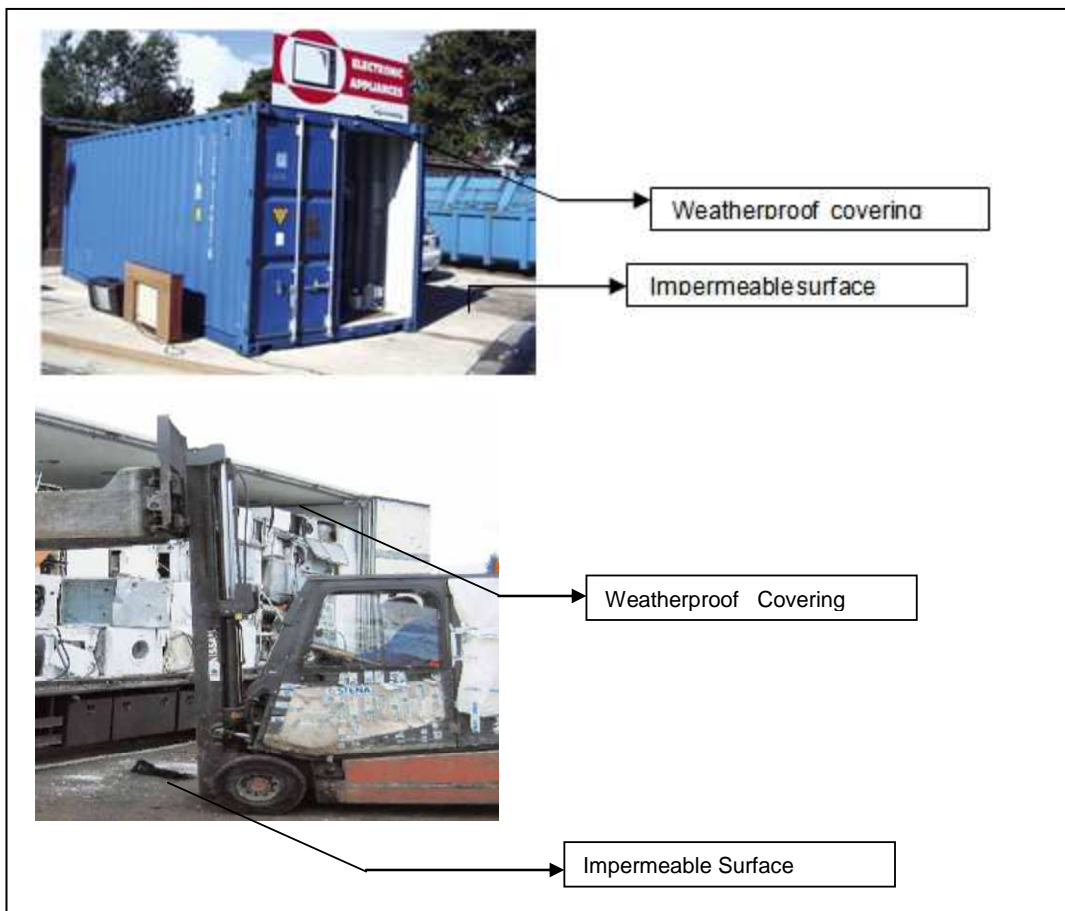 ELECTRONIC
APPLIANCES
Weatherproof covering
Impermeable surface
Weatherproof Covering
STENA
Impermeable Surface